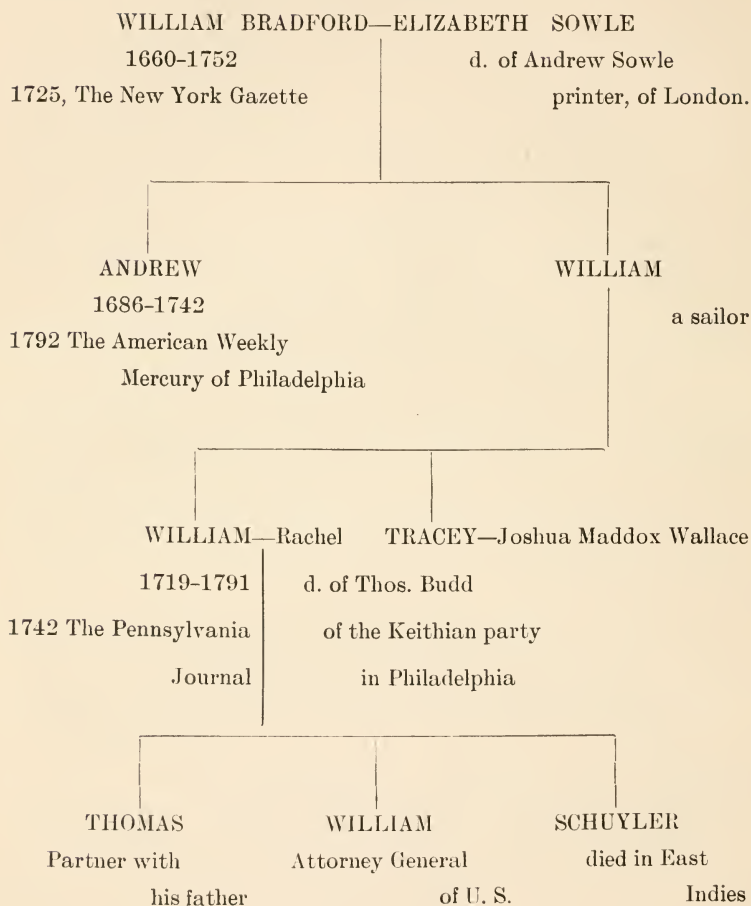 WILLIAM BRADFORD—ELIZABETH SOWLE
1660–1752 d. of Andrew Sowle
1725, The New York Gazette printer, of London.
ANDREW WILLIAM
1686–1742
a sailor
1792 The American Weekly
Mercury of Philadelphia
WILLIAM—Rachel TRACEY—Joshua Maddox Wallace
1719–1791 d. of Thos. Budd
1742 The Pennsylvania of the Keithian party
Journal in Philadelphia
THOMAS WILLIAM SCHUYLER
Partner with Attorney General died in East
his father of U. S. Indies